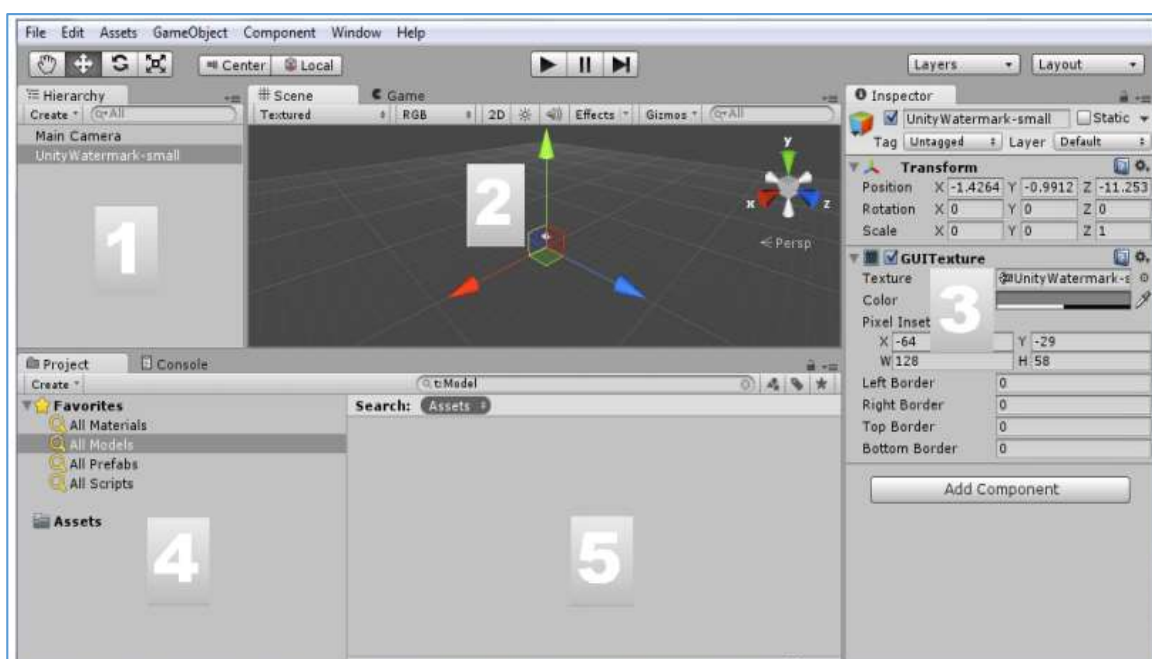 File Edit Assets GameObject Component Window Help
Center Local
Layers Layout
Hierarchy
Create All
Main Camera
UnityWatermark-small
1
Scene Game
Textured RGB 2D Effects Gizmos All
2
y
x z
Persp
Inspector
UnityWatermark-small Static
Tag Untagged Layer Default
Transform
Position X -1.4264 Y -0.9912 Z -11.253
Rotation X 0 Y 0 Z 0
Scale X 0 Y 0 Z 1
GUITexture
Texture UnityWatermark-s
Color
3
Pixel Inset
X -64 Y -29
W 128 H 58
Left Border 0
Right Border 0
Top Border 0
Bottom Border 0
Add Component
Project Console
Create t:Model
Favorites
All Materials
All Models
All Prefabs
All Scripts
Assets
4
Search: Assets
5